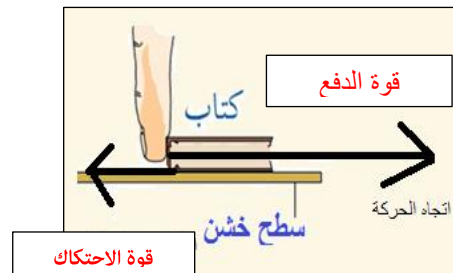 قوة الدفع
كتاب
اتجاه الحركة
سطح خشن
قوة الاحتكاك